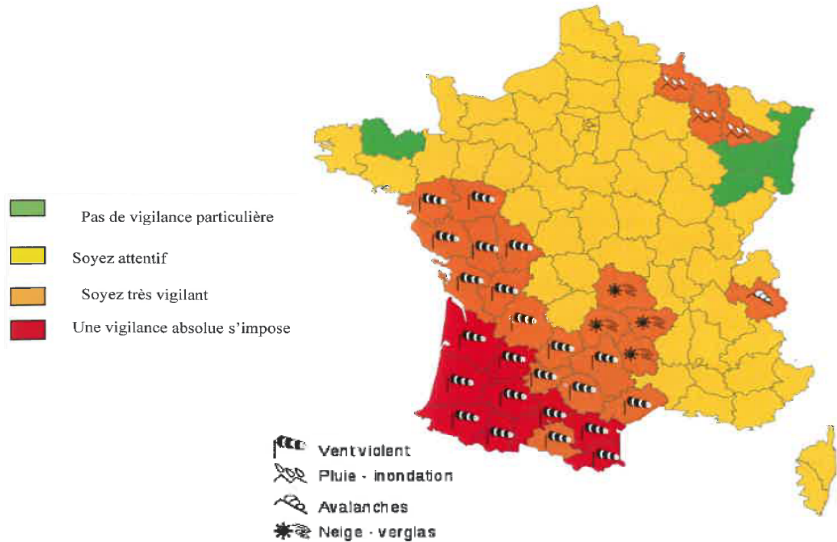 Pas de vigilance particulière
Soyez attentif
Soyez très vigilant
Une vigilance absolue s'impose
Vent violent
Pluie - inondation
Avalanches
Neige - verglas